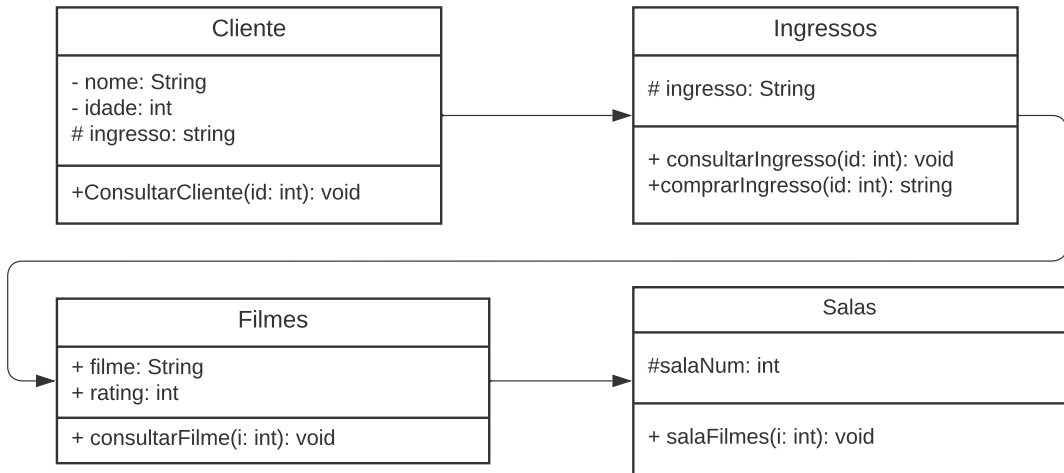 Cliente
- nome: String
- idade: int
# ingresso: string
+ConsultarCliente(id: int): void
Ingressos
# ingresso: String
+ consultarIngresso(id: int): void
+comprarIngresso(id: int): string
Filmes
+ filme: String
+ rating: int
+ consultarFilme(i: int): void
Salas
#salaNum: int
+ salaFilmes(i: int): void